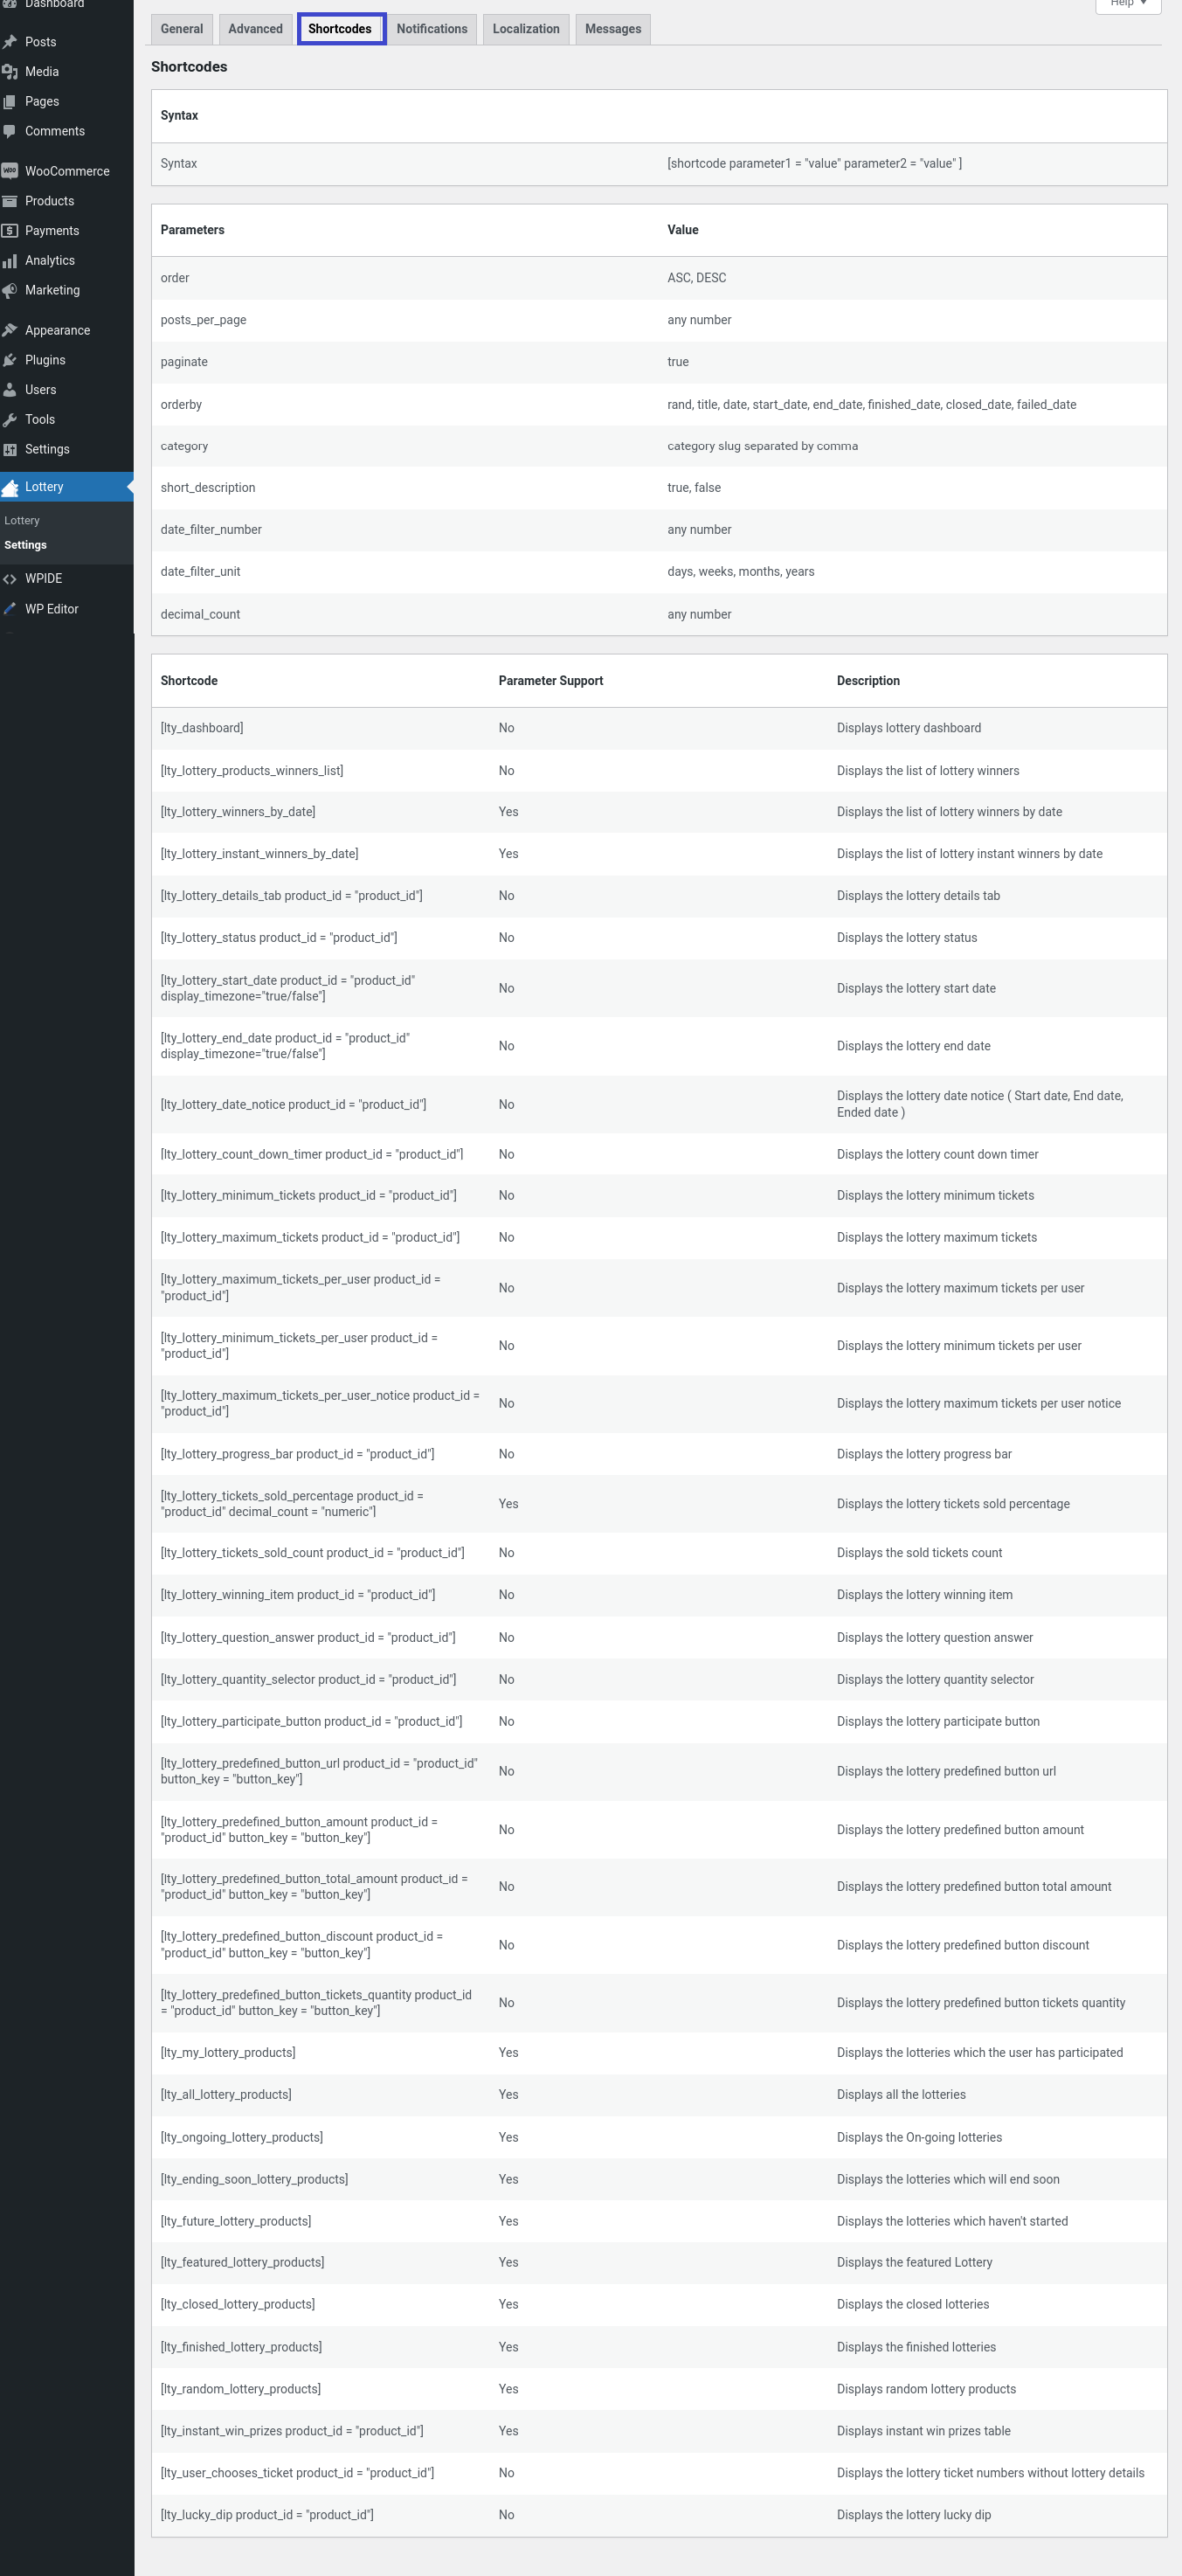 Dashboard
Posts
Media
Pages
Comments
WooCommerce
Products
Payments
Analytics
Marketing
Appearance
Plugins
Users
Tools
Settings
Lottery
Lottery
Settings
WPIDE
WP Editor
Help ▼
General Advanced Shortcodes Notifications Localization Messages
Shortcodes
Syntax
Syntax [shortcode parameter1 = "value" parameter2 = "value" ]
Parameters Value
order ASC, DESC
posts_per_page any number
paginate true
orderby rand, title, date, start_date, end_date, finished_date, closed_date, failed_date
category category slug separated by comma
short_description true, false
date_filter_number any number
date_filter_unit days, weeks, months, years
decimal_count any number
Shortcode Parameter Support Description
[lty_dashboard] No Displays lottery dashboard
[lty_lottery_products_winners_list] No Displays the list of lottery winners
[lty_lottery_winners_by_date] Yes Displays the list of lottery winners by date
[lty_lottery_instant_winners_by_date] Yes Displays the list of lottery instant winners by date
[lty_lottery_details_tab product_id = "product_id"] No Displays the lottery details tab
[lty_lottery_status product_id = "product_id"] No Displays the lottery status
[lty_lottery_start_date product_id = "product_id"
display_timezone="true/false"] No Displays the lottery start date
[lty_lottery_end_date product_id = "product_id"
display_timezone="true/false"] No Displays the lottery end date
[lty_lottery_date_notice product_id = "product_id"] No Displays the lottery date notice ( Start date, End date,
Ended date )
[lty_lottery_count_down_timer product_id = "product_id"] No Displays the lottery count down timer
[lty_lottery_minimum_tickets product_id = "product_id"] No Displays the lottery minimum tickets
[lty_lottery_maximum_tickets product_id = "product_id"] No Displays the lottery maximum tickets
[lty_lottery_maximum_tickets_per_user product_id =
"product_id"] No Displays the lottery maximum tickets per user
[lty_lottery_minimum_tickets_per_user product_id =
"product_id"] No Displays the lottery minimum tickets per user
[lty_lottery_maximum_tickets_per_user_notice product_id =
"product_id"] No Displays the lottery maximum tickets per user notice
[lty_lottery_progress_bar product_id = "product_id"] No Displays the lottery progress bar
[lty_lottery_tickets_sold_percentage product_id =
"product_id" decimal_count = "numeric"] Yes Displays the lottery tickets sold percentage
[lty_lottery_tickets_sold_count product_id = "product_id"] No Displays the sold tickets count
[lty_lottery_winning_item product_id = "product_id"] No Displays the lottery winning item
[lty_lottery_question_answer product_id = "product_id"] No Displays the lottery question answer
[lty_lottery_quantity_selector product_id = "product_id"] No Displays the lottery quantity selector
[lty_lottery_participate_button product_id = "product_id"] No Displays the lottery participate button
[lty_lottery_predefined_button_url product_id = "product_id"
button_key = "button_key"] No Displays the lottery predefined button url
[lty_lottery_predefined_button_amount product_id =
"product_id" button_key = "button_key"] No Displays the lottery predefined button amount
[lty_lottery_predefined_button_total_amount product_id =
"product_id" button_key = "button_key"] No Displays the lottery predefined button total amount
[lty_lottery_predefined_button_discount product_id =
"product_id" button_key = "button_key"] No Displays the lottery predefined button discount
[lty_lottery_predefined_button_tickets_quantity product_id
= "product_id" button_key = "button_key"] No Displays the lottery predefined button tickets quantity
[lty_my_lottery_products] Yes Displays the lotteries which the user has participated
[lty_all_lottery_products] Yes Displays all the lotteries
[lty_ongoing_lottery_products] Yes Displays the On-going lotteries
[lty_ending_soon_lottery_products] Yes Displays the lotteries which will end soon
[lty_future_lottery_products] Yes Displays the lotteries which haven't started
[lty_featured_lottery_products] Yes Displays the featured Lottery
[lty_closed_lottery_products] Yes Displays the closed lotteries
[lty_finished_lottery_products] Yes Displays the finished lotteries
[lty_random_lottery_products] Yes Displays random lottery products
[lty_instant_win_prizes product_id = "product_id"] Yes Displays instant win prizes table
[lty_user_chooses_ticket product_id = "product_id"] No Displays the lottery ticket numbers without lottery details
[lty_lucky_dip product_id = "product_id"] No Displays the lottery lucky dip